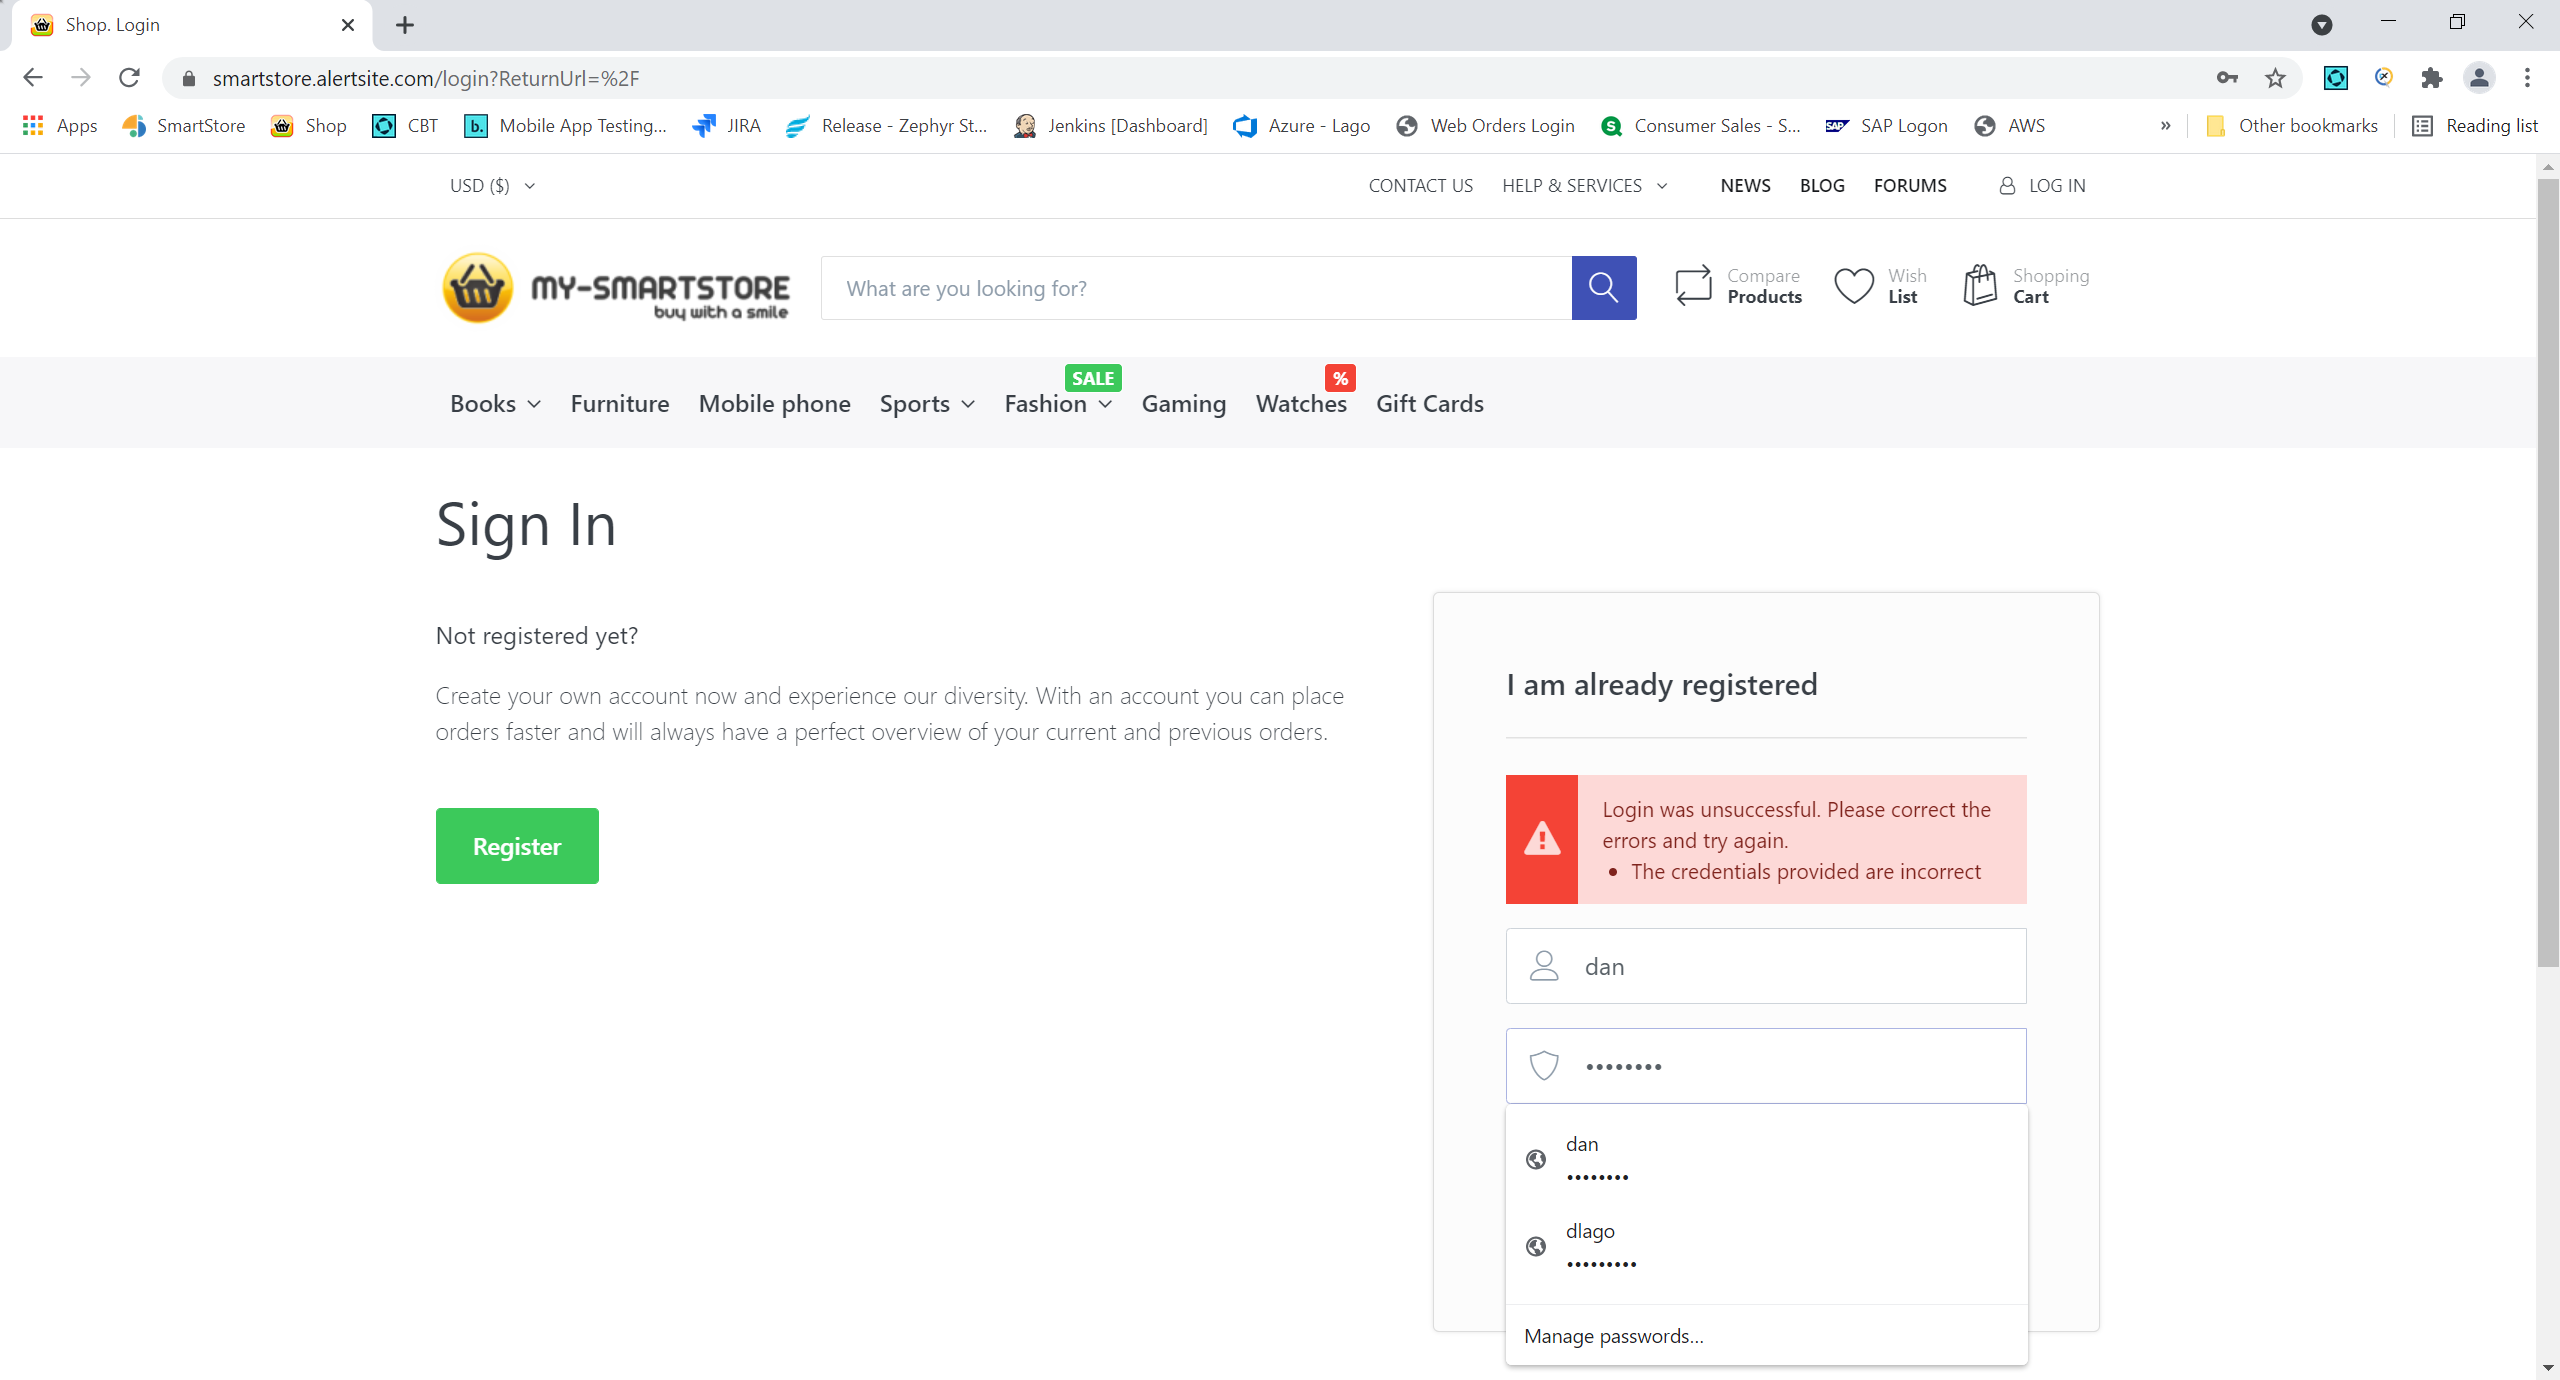 Shop. Login
smartstore.alertsite.com/login?ReturnUrl=%2F
Apps SmartStore Shop CBT b. Mobile App Testing... JIRA Release - Zephyr St... Jenkins [Dashboard] Azure - Lago Web Orders Login S Consumer Sales - S... SAP SAP Logon AWS » Other bookmarks Reading list
USD ($) CONTACT US HELP & SERVICES NEWS BLOG FORUMS LOG IN
MY-SMARTSTORE
buy with a smile
What are you looking for?
Compare
Products
Wish
List
Shopping
Cart
SALE %
Books Furniture Mobile phone Sports Fashion Gaming Watches Gift Cards
Sign In
Not registered yet?
Create your own account now and experience our diversity. With an account you can place
orders faster and will always have a perfect overview of your current and previous orders.
Register
I am already registered
Login was unsuccessful. Please correct the
errors and try again.
• The credentials provided are incorrect
dan
••••••••
dan
••••••••
dlago
•••••••••
Manage passwords...